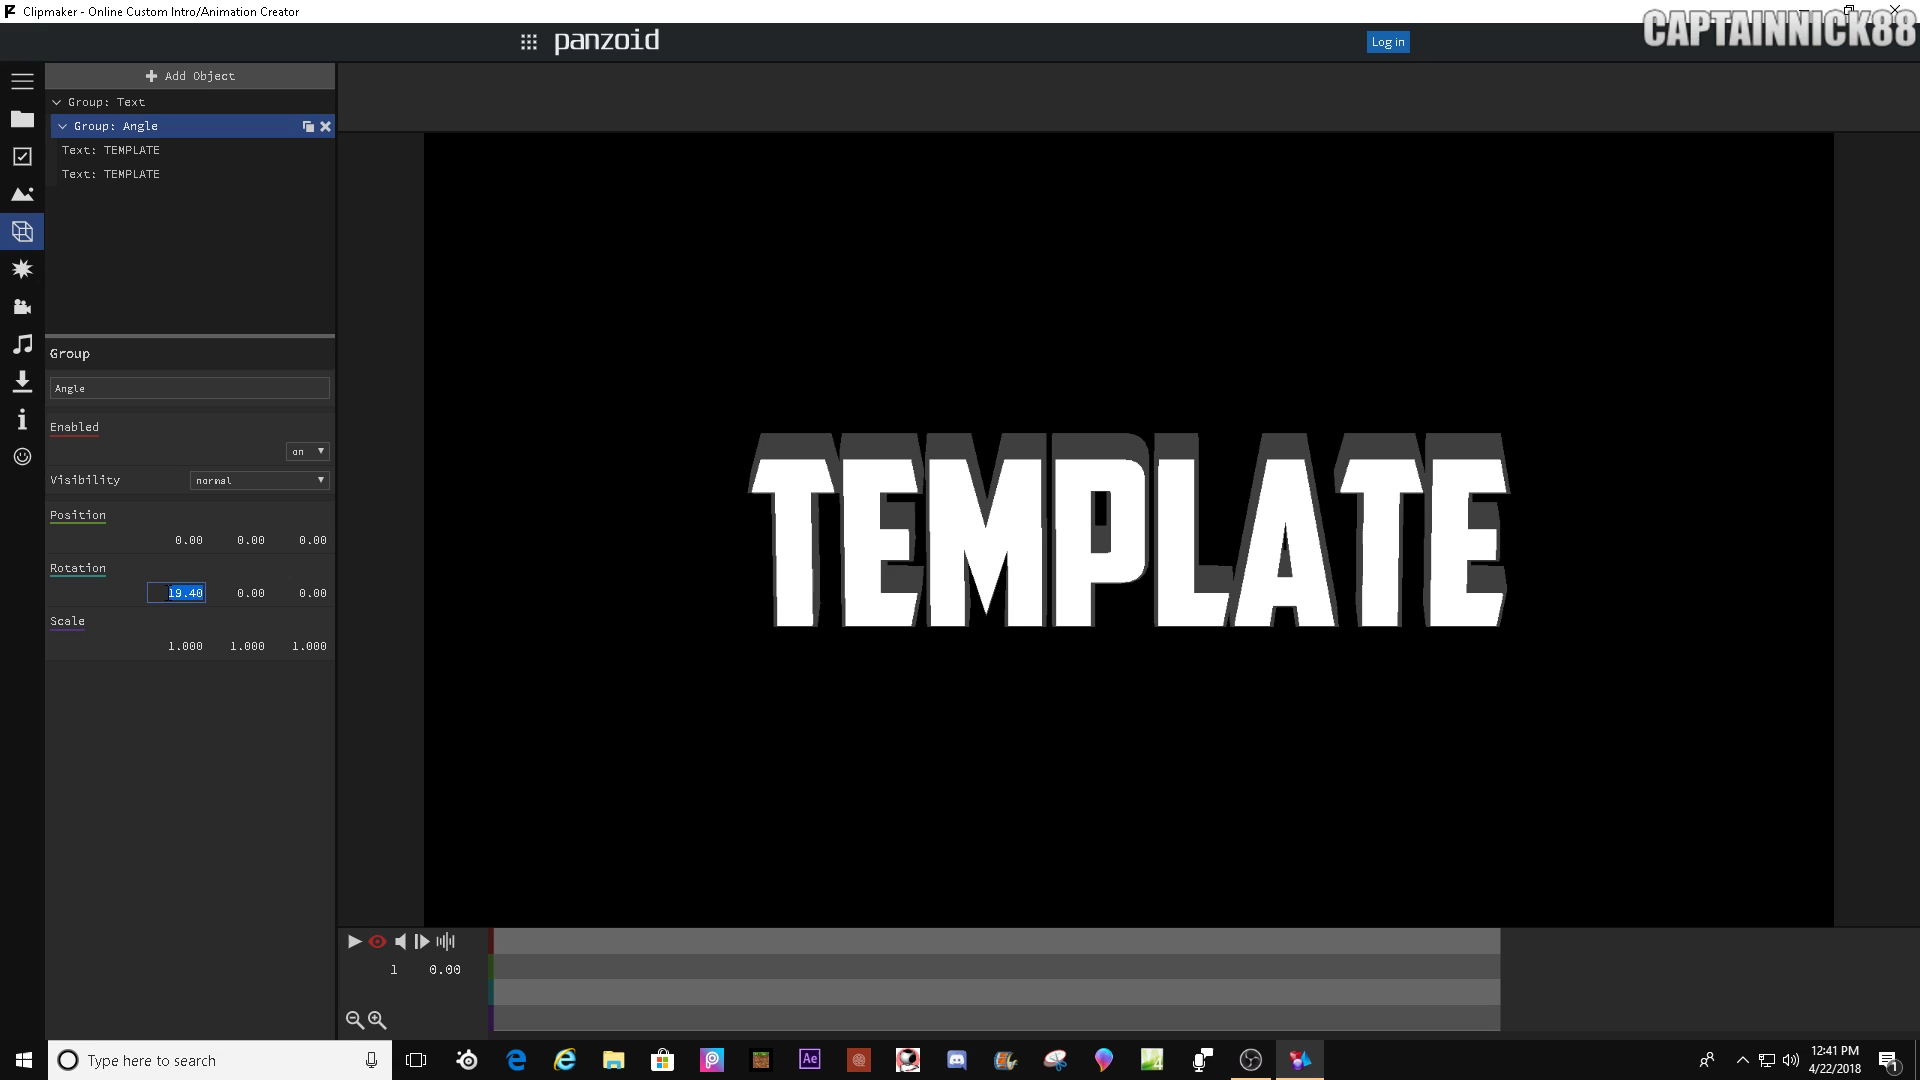 Clipmaker - Online Custom Intro/Animation Creator
CAPTAINNICK88
panzoid
Log in
Add Object
Group: Text
Group: Angle
Text: TEMPLATE
Text: TEMPLATE
Group
Angle
Enabled
on
Visibility
normal
Position
0.00 0.00 0.00
Rotation
19.40 0.00 0.00
Scale
1.000 1.000 1.000
TEMPLATE
1 0.00
Type here to search
Ae
4
12:41 PM
4/22/2018
1